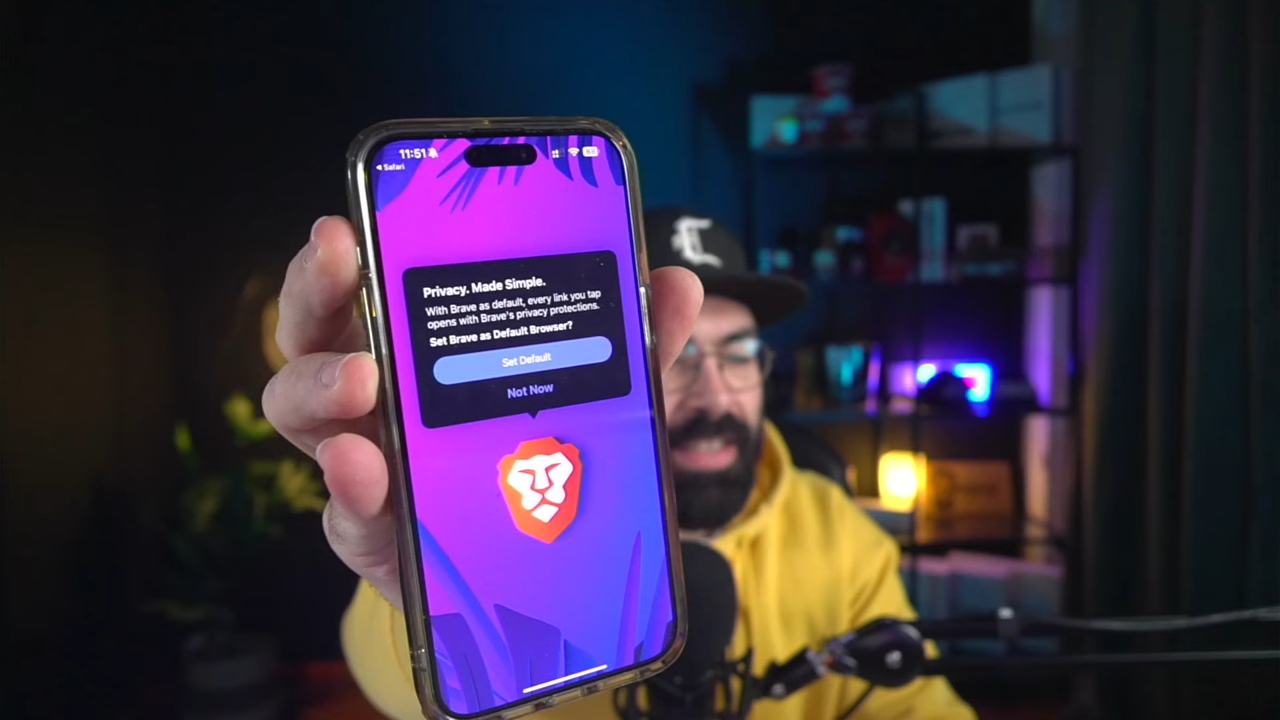 11:51
◀ Safari
Privacy. Made Simple.
With Brave as default, every link you tap
opens with Brave's privacy protections.
Set Brave as Default Browser?
Set Default
Not Now